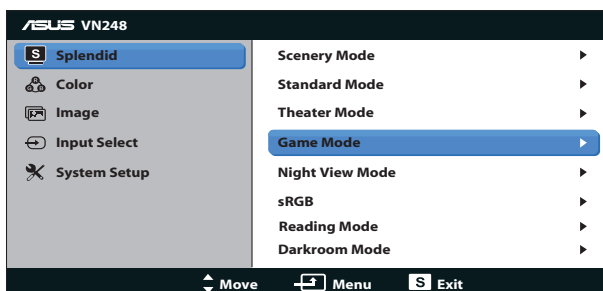 ASUS VN248
S Splendid
Color
Image
Input Select
System Setup
Scenery Mode
Standard Mode
Theater Mode
Game Mode
Night View Mode
sRGB
Reading Mode
Darkroom Mode
Move Menu S Exit